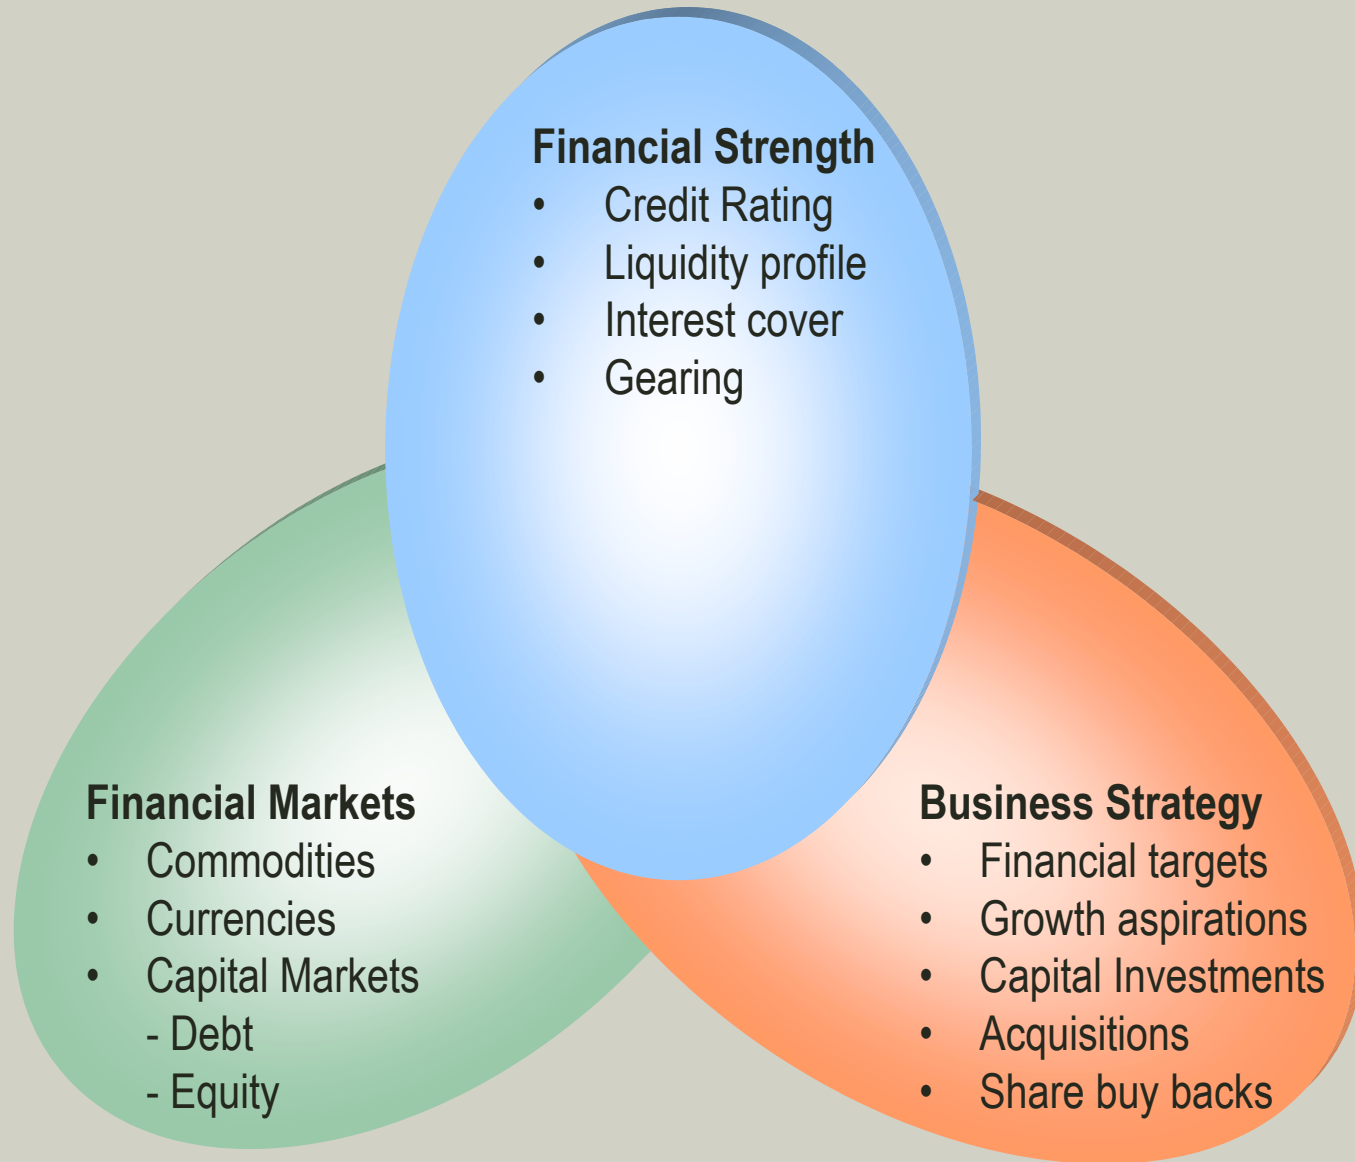 Financial Strength
• Credit Rating
• Liquidity profile
• Interest cover
• Gearing
Financial Markets
• Commodities
• Currencies
• Capital Markets
- Debt
- Equity
Business Strategy
• Financial targets
• Growth aspirations
• Capital Investments
• Acquisitions
• Share buy backs